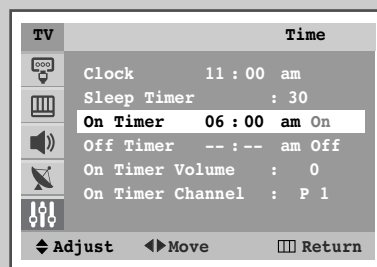 TV Time
Clock 11 : 00 am
Sleep Timer : 30
On Timer 06 : 00 am On
Off Timer -- : -- am Off
On Timer Volume : 0
On Timer Channel : P 1
Adjust Move Return